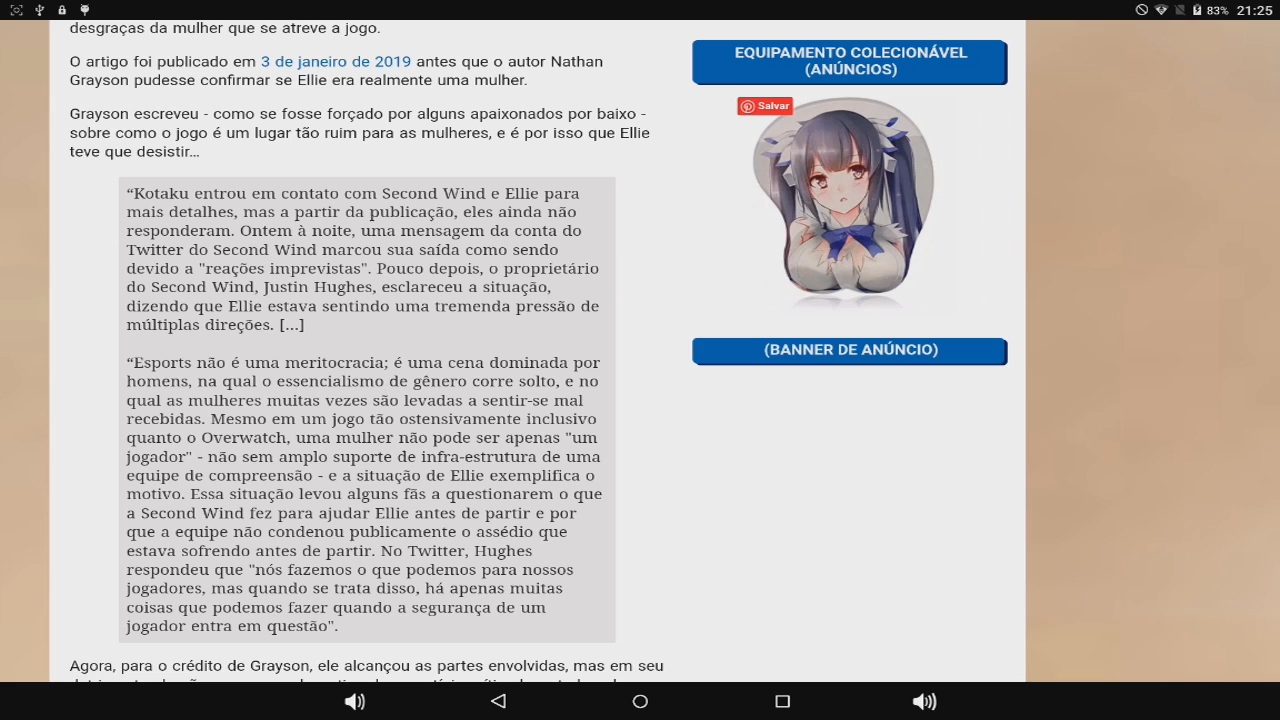 83%
21:25
desgraças da mulher que se atreve a jogo.
O artigo foi publicado em 3 de janeiro de 2019 antes que o autor Nathan
Grayson pudesse confirmar se Ellie era realmente uma mulher.
Grayson escreveu - como se fosse forçado por alguns apaixonados por baixo -
sobre como o jogo é um lugar tão ruim para as mulheres, e é por isso que Ellie
teve que desistir...
“Kotaku entrou em contato com Second Wind e Ellie para
mais detalhes, mas a partir da publicação, eles ainda não
responderam. Ontem à noite, uma mensagem da conta do
Twitter do Second Wind marcou sua saída como sendo
devido a "reações imprevistas". Pouco depois, o proprietário
do Second Wind, Justin Hughes, esclareceu a situação,
dizendo que Ellie estava sentindo uma tremenda pressão de
múltiplas direções. [...]
“Esports não é uma meritocracia; é uma cena dominada por
homens, na qual o essencialismo de gênero corre solto, e no
qual as mulheres muitas vezes são levadas a sentir-se mal
recebidas. Mesmo em um jogo tão ostensivamente inclusivo
quanto o Overwatch, uma mulher não pode ser apenas "um
jogador" - não sem amplo suporte de infra-estrutura de uma
equipe de compreensão - e a situação de Ellie exemplifica o
motivo. Essa situação levou alguns fãs a questionarem o que
a Second Wind fez para ajudar Ellie antes de partir e por
que a equipe não condenou publicamente o assédio que
estava sofrendo antes de partir. No Twitter, Hughes
respondeu que "nós fazemos o que podemos para nossos
jogadores, mas quando se trata disso, há apenas muitas
coisas que podemos fazer quando a segurança de um
jogador entra em questão".
Agora, para o crédito de Grayson, ele alcançou as partes envolvidas, mas em seu
EQUIPAMENTO COLECIONÁVEL
(ANÚNCIOS)
Salvar
(BANNER DE ANÚNCIO)